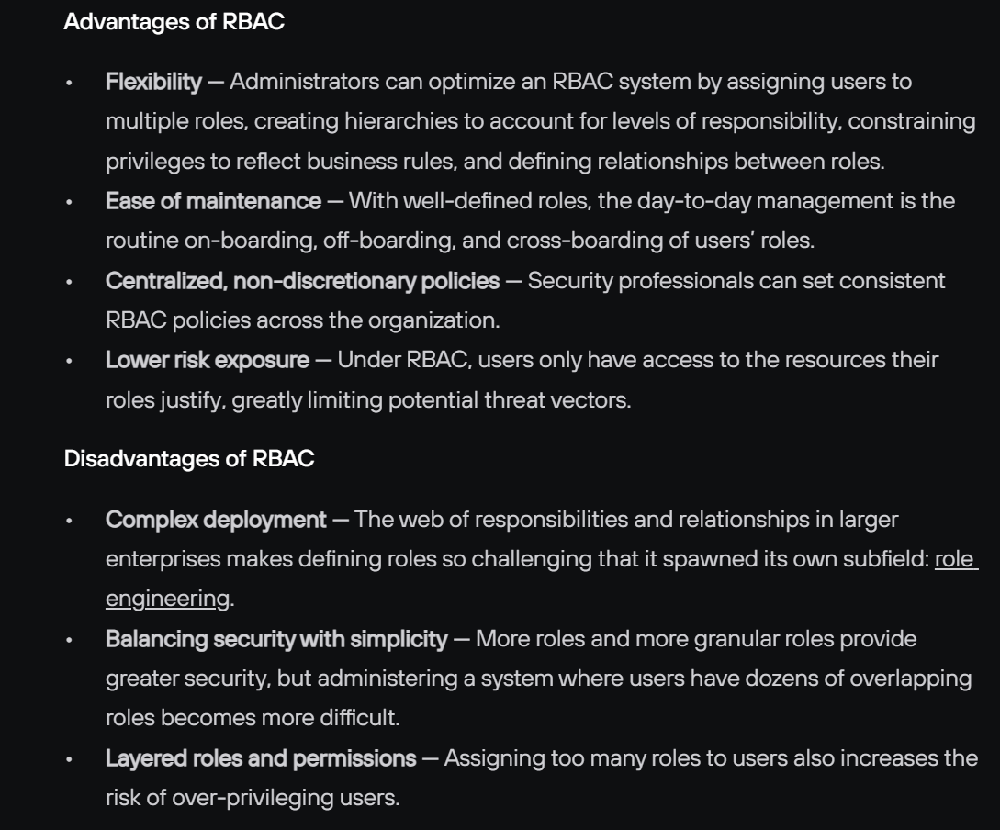 Advantages of RBAC
• Flexibility — Administrators can optimize an RBAC system by assigning users to
multiple roles, creating hierarchies to account for levels of responsibility, constraining
privileges to reflect business rules, and defining relationships between roles.
• Ease of maintenance — With well-defined roles, the day-to-day management is the
routine on-boarding, off-boarding, and cross-boarding of users’ roles.
• Centralized, non-discretionary policies — Security professionals can set consistent
RBAC policies across the organization.
• Lower risk exposure — Under RBAC, users only have access to the resources their
roles justify, greatly limiting potential threat vectors.
Disadvantages of RBAC
• Complex deployment — The web of responsibilities and relationships in larger
enterprises makes defining roles so challenging that it spawned its own subfield: role
engineering.
• Balancing security with simplicity — More roles and more granular roles provide
greater security, but administering a system where users have dozens of overlapping
roles becomes more difficult.
• Layered roles and permissions — Assigning too many roles to users also increases the
risk of over-privileging users.